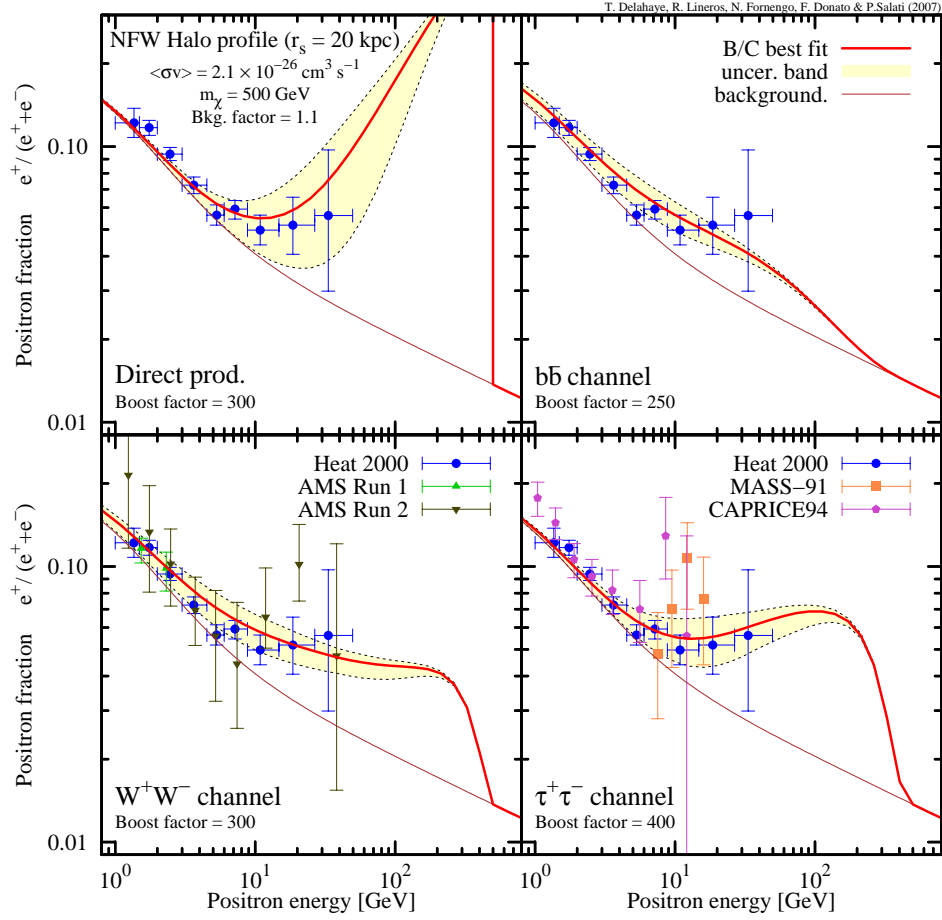 T. Delahaye, R. Lineros, N. Fornengo, F. Donato & P.Salati (2007)
NFW Halo profile (r_s = 20 kpc)
<σv> = 2.1 × 10^−26 cm^3 s^−1
m_χ = 500 GeV
Bkg. factor = 1.1
Direct prod.
Boost factor = 300
B/C best fit
uncer. band
background.
bb̄ channel
Boost factor = 250
0.10
0.01
Positron fraction e^+/ (e^++e^-)
Heat 2000
AMS Run 1
AMS Run 2
W^+W^− channel
Boost factor = 300
Heat 2000
MASS−91
CAPRICE94
τ^+τ^− channel
Boost factor = 400
0.10
0.01
Positron fraction e^+/ (e^++e^-)
10^0 10^1 10^2
Positron energy [GeV]
10^0 10^1 10^2
Positron energy [GeV]